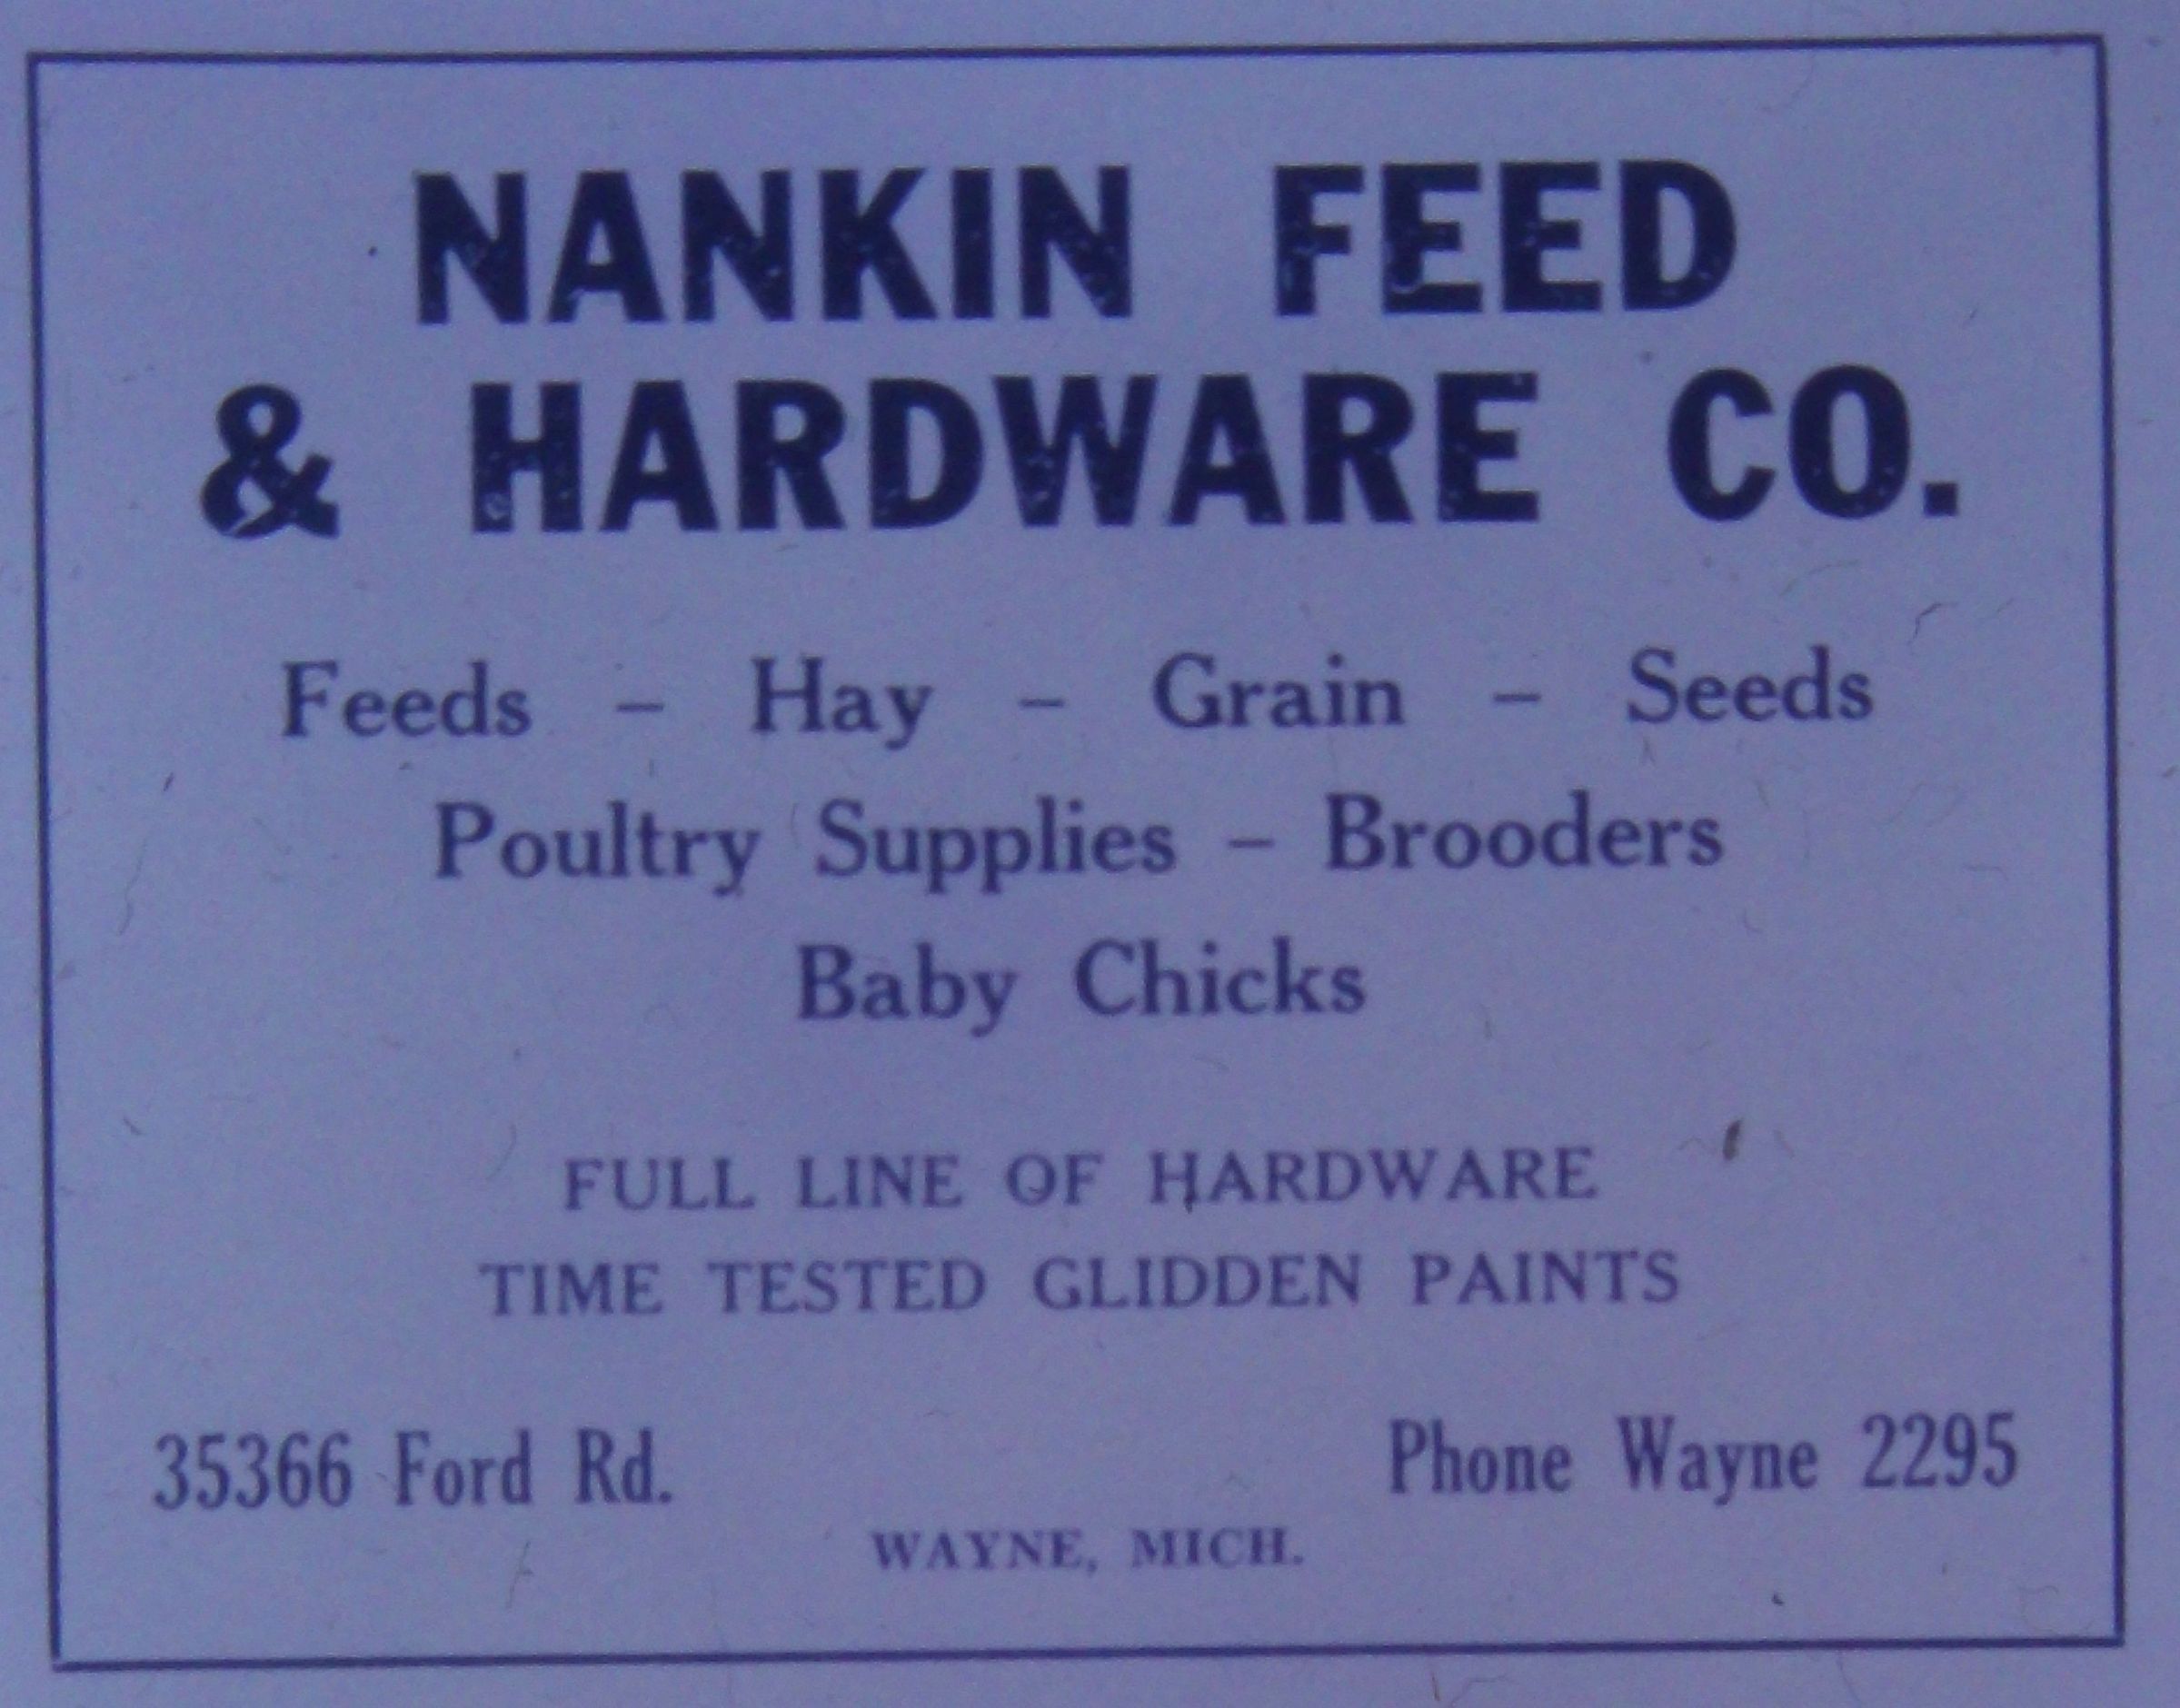 NANKIN FEED
& HARDWARE CO.
Feeds – Hay – Grain – Seeds
Poultry Supplies – Brooders
Baby Chicks
FULL LINE OF HARDWARE
TIME TESTED GLIDDEN PAINTS
35366 Ford Rd. Phone Wayne 2295
WAYNE, MICH.